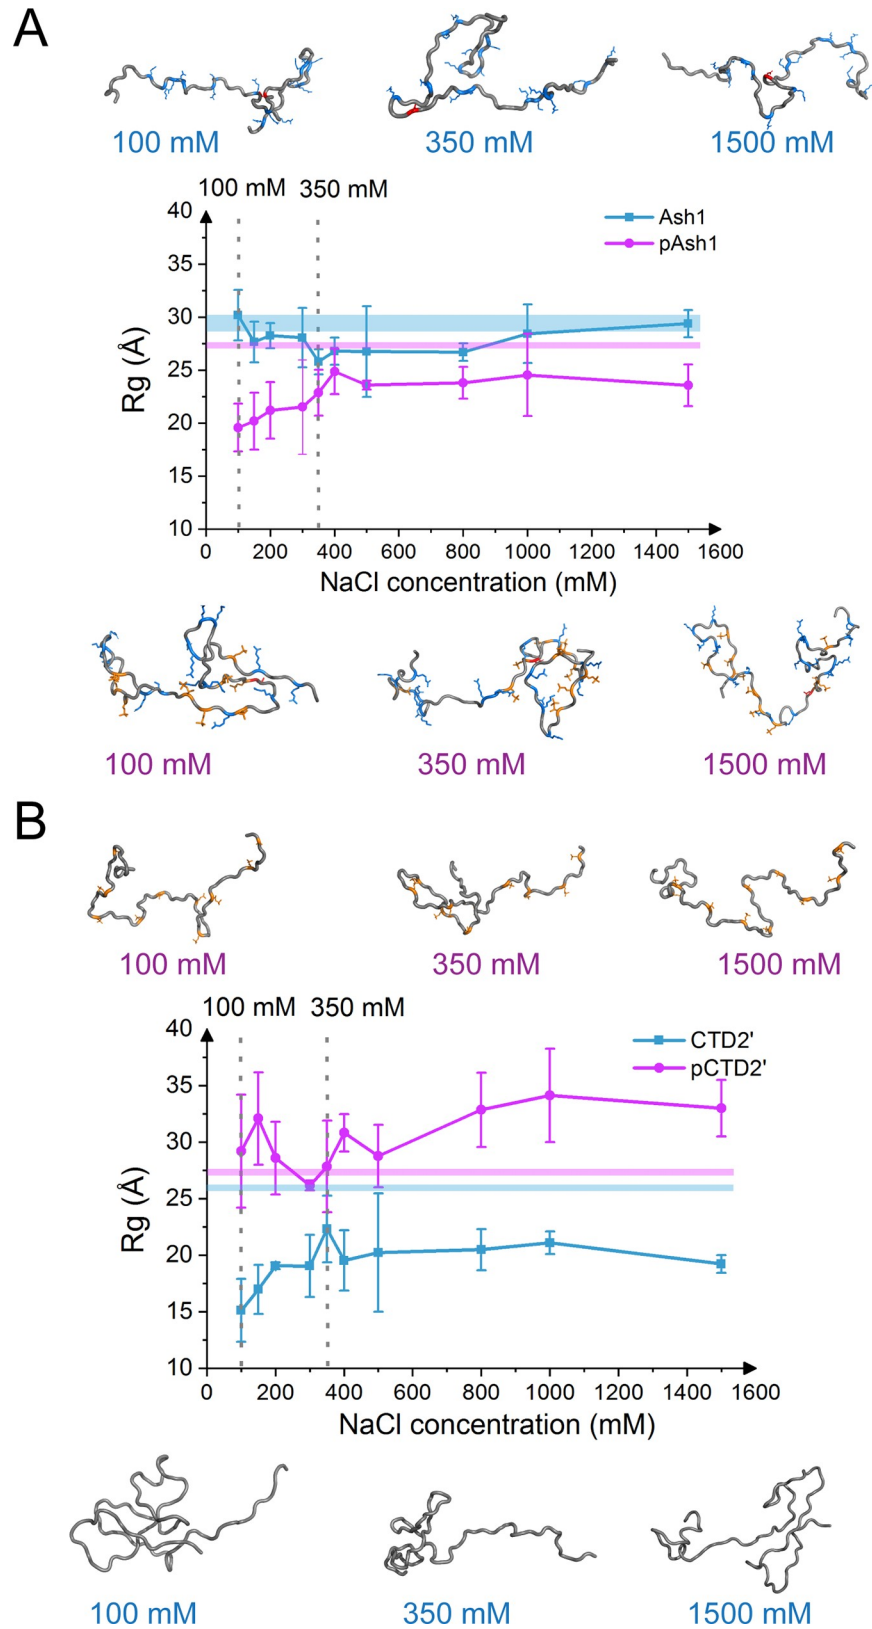 A
100 mM 350 mM 1500 mM
100 mM 350 mM
Ash1
pAsh1
40
35
30
25
20
15
10
Rg (Å)
0 200 400 600 800 1000 1200 1400 1600
NaCl concentration (mM)
100 mM 350 mM 1500 mM
B
100 mM 350 mM 1500 mM
100 mM 350 mM
CTD2'
pCTD2'
40
35
30
25
20
15
10
Rg (Å)
0 200 400 600 800 1000 1200 1400 1600
NaCl concentration (mM)
100 mM 350 mM 1500 mM